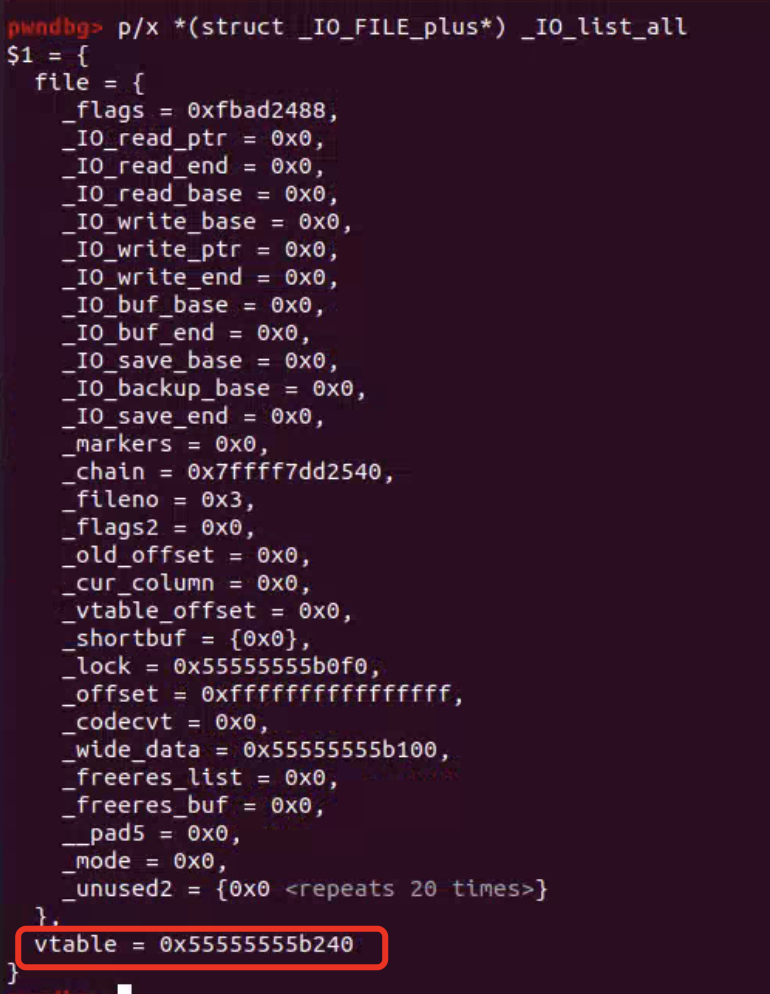 pwndbg> p/x *(struct _IO_FILE_plus*) _IO_list_all
$1 = {
  file = {
    _flags = 0xfbad2488,
    _IO_read_ptr = 0x0,
    _IO_read_end = 0x0,
    _IO_read_base = 0x0,
    _IO_write_base = 0x0,
    _IO_write_ptr = 0x0,
    _IO_write_end = 0x0,
    _IO_buf_base = 0x0,
    _IO_buf_end = 0x0,
    _IO_save_base = 0x0,
    _IO_backup_base = 0x0,
    _IO_save_end = 0x0,
    _markers = 0x0,
    _chain = 0x7ffff7dd2540,
    _fileno = 0x3,
    _flags2 = 0x0,
    _old_offset = 0x0,
    _cur_column = 0x0,
    _vtable_offset = 0x0,
    _shortbuf = {0x0},
    _lock = 0x55555555b0f0,
    _offset = 0xffffffffffffffff,
    _codecvt = 0x0,
    _wide_data = 0x55555555b100,
    _freeres_list = 0x0,
    _freeres_buf = 0x0,
    __pad5 = 0x0,
    _mode = 0x0,
    _unused2 = {0x0 <repeats 20 times>}
  },
  vtable = 0x55555555b240
}